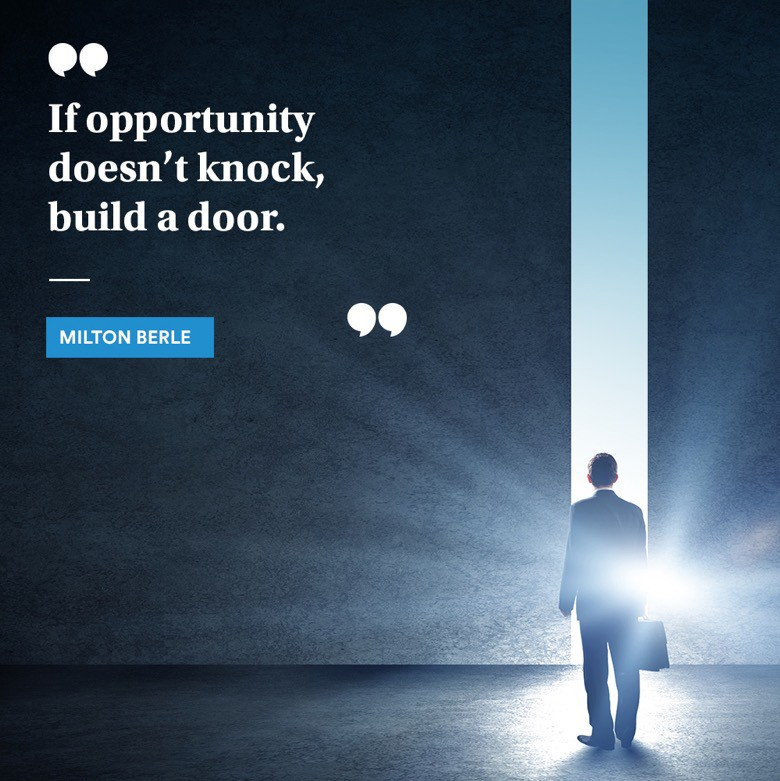 If opportunity
doesn’t knock,
build a door.
MILTON BERLE